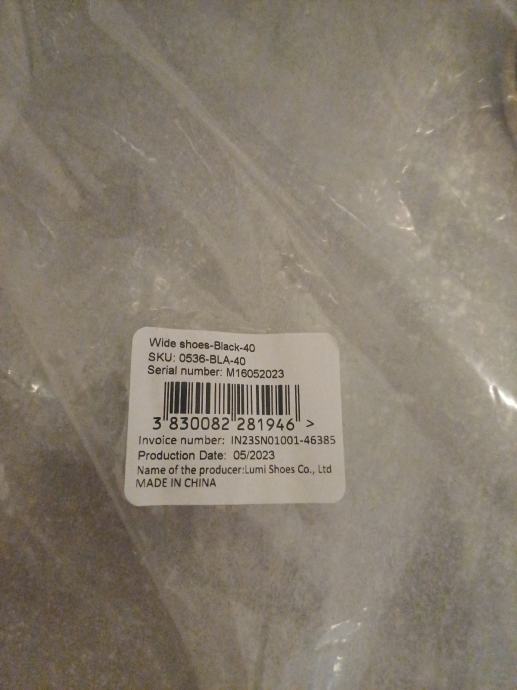 Wide shoes-Black-40
SKU: 0536-BLA-40
Serial number: M16052023
3 830082 281946 >
Invoice number: IN23SN01001-46385
Production Date: 05/2023
Name of the producer:Lumi Shoes Co., Ltd
MADE IN CHINA